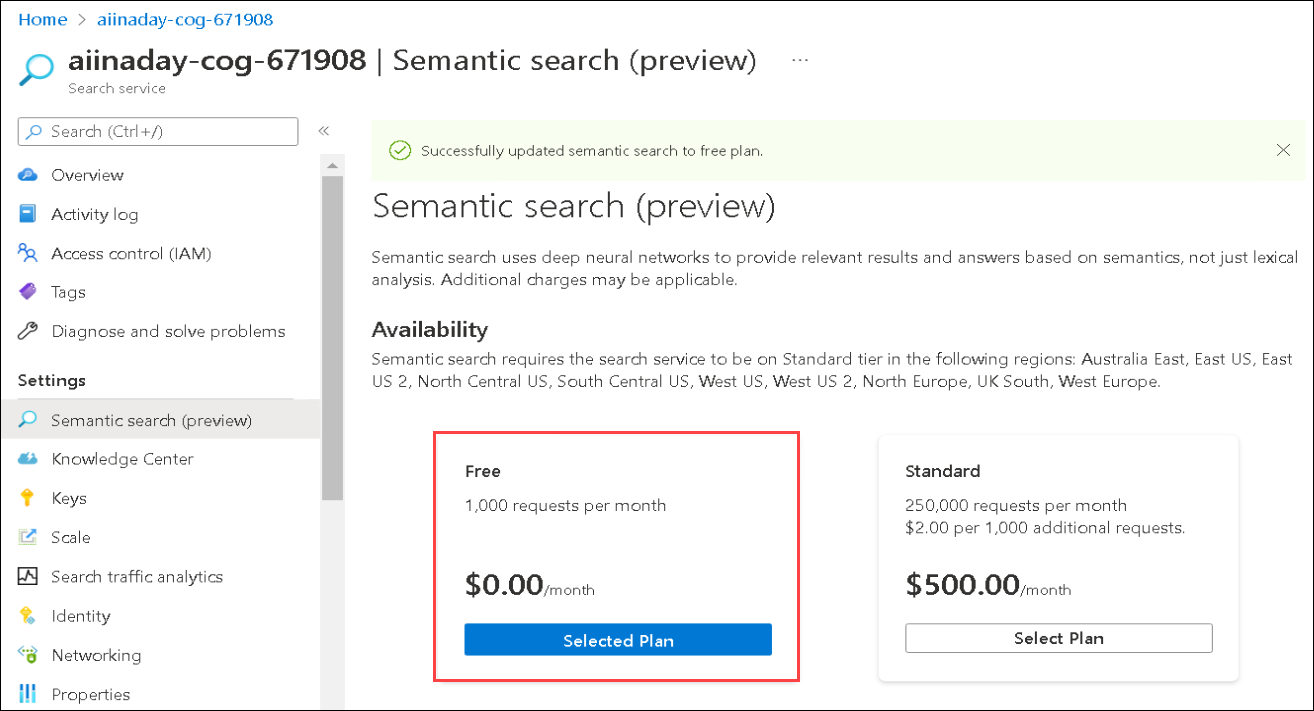 Home > aiinaday-cog-671908
aiinaday-cog-671908 | Semantic search (preview) ...
Search service
Search (Ctrl+/) «
Overview
Activity log
Access control (IAM)
Tags
Diagnose and solve problems
Settings
Semantic search (preview)
Knowledge Center
Keys
Scale
Search traffic analytics
Identity
Networking
Properties
Successfully updated semantic search to free plan.
Semantic search (preview)
Semantic search uses deep neural networks to provide relevant results and answers based on semantics, not just lexical
analysis. Additional charges may be applicable.
Availability
Semantic search requires the search service to be on Standard tier in the following regions: Australia East, East US, East
US 2, North Central US, South Central US, West US, West US 2, North Europe, UK South, West Europe.
Free
1,000 requests per month
$0.00/month
Selected Plan
Standard
250,000 requests per month
$2.00 per 1,000 additional requests.
$500.00/month
Select Plan